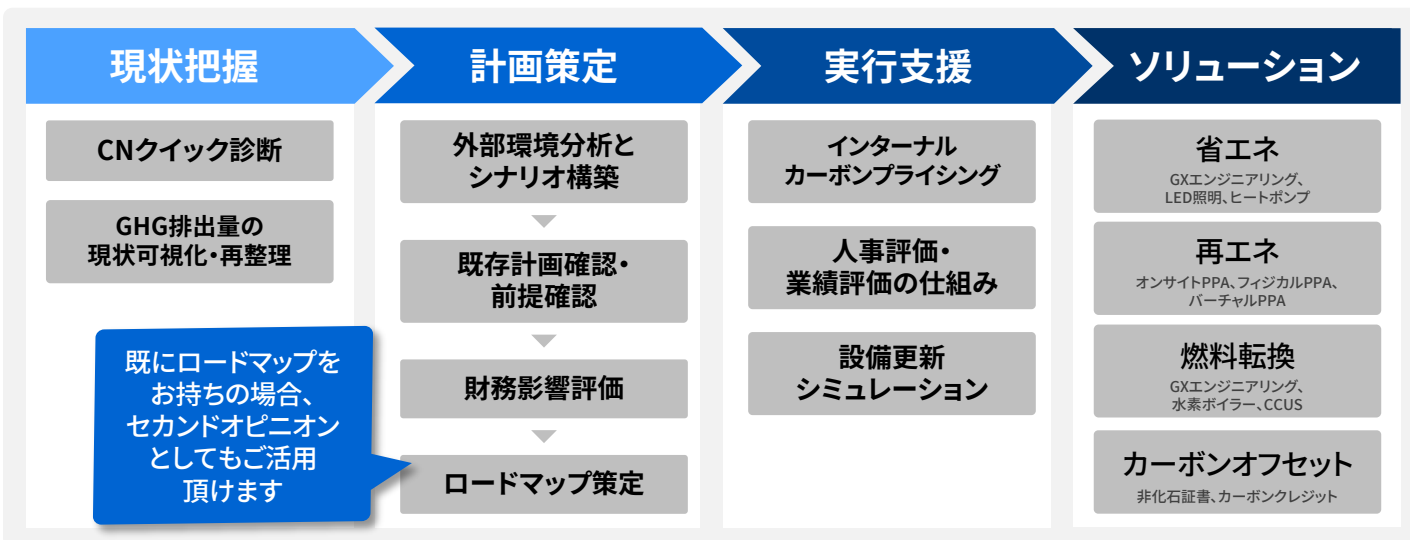 現状把握
計画策定
実行支援
ソリューション
CNクイック診断
GHG排出量の
現状可視化・再整理
既にロードマップを
お持ちの場合、
セカンドオピニオン
としてもご活用
頂けます
外部環境分析と
シナリオ構築
既存計画確認・
前提確認
財務影響評価
ロードマップ策定
インターナル
カーボンプライシング
人事評価・
業績評価の仕組み
設備更新
シミュレーション
省エネ
GXエンジニアリング、
LED照明、ヒートポンプ
再エネ
オンサイトPPA、フィジカルPPA、
バーチャルPPA
燃料転換
GXエンジニアリング、
水素ボイラー、CCUS
カーボンオフセット
非化石証書、カーボンクレジット